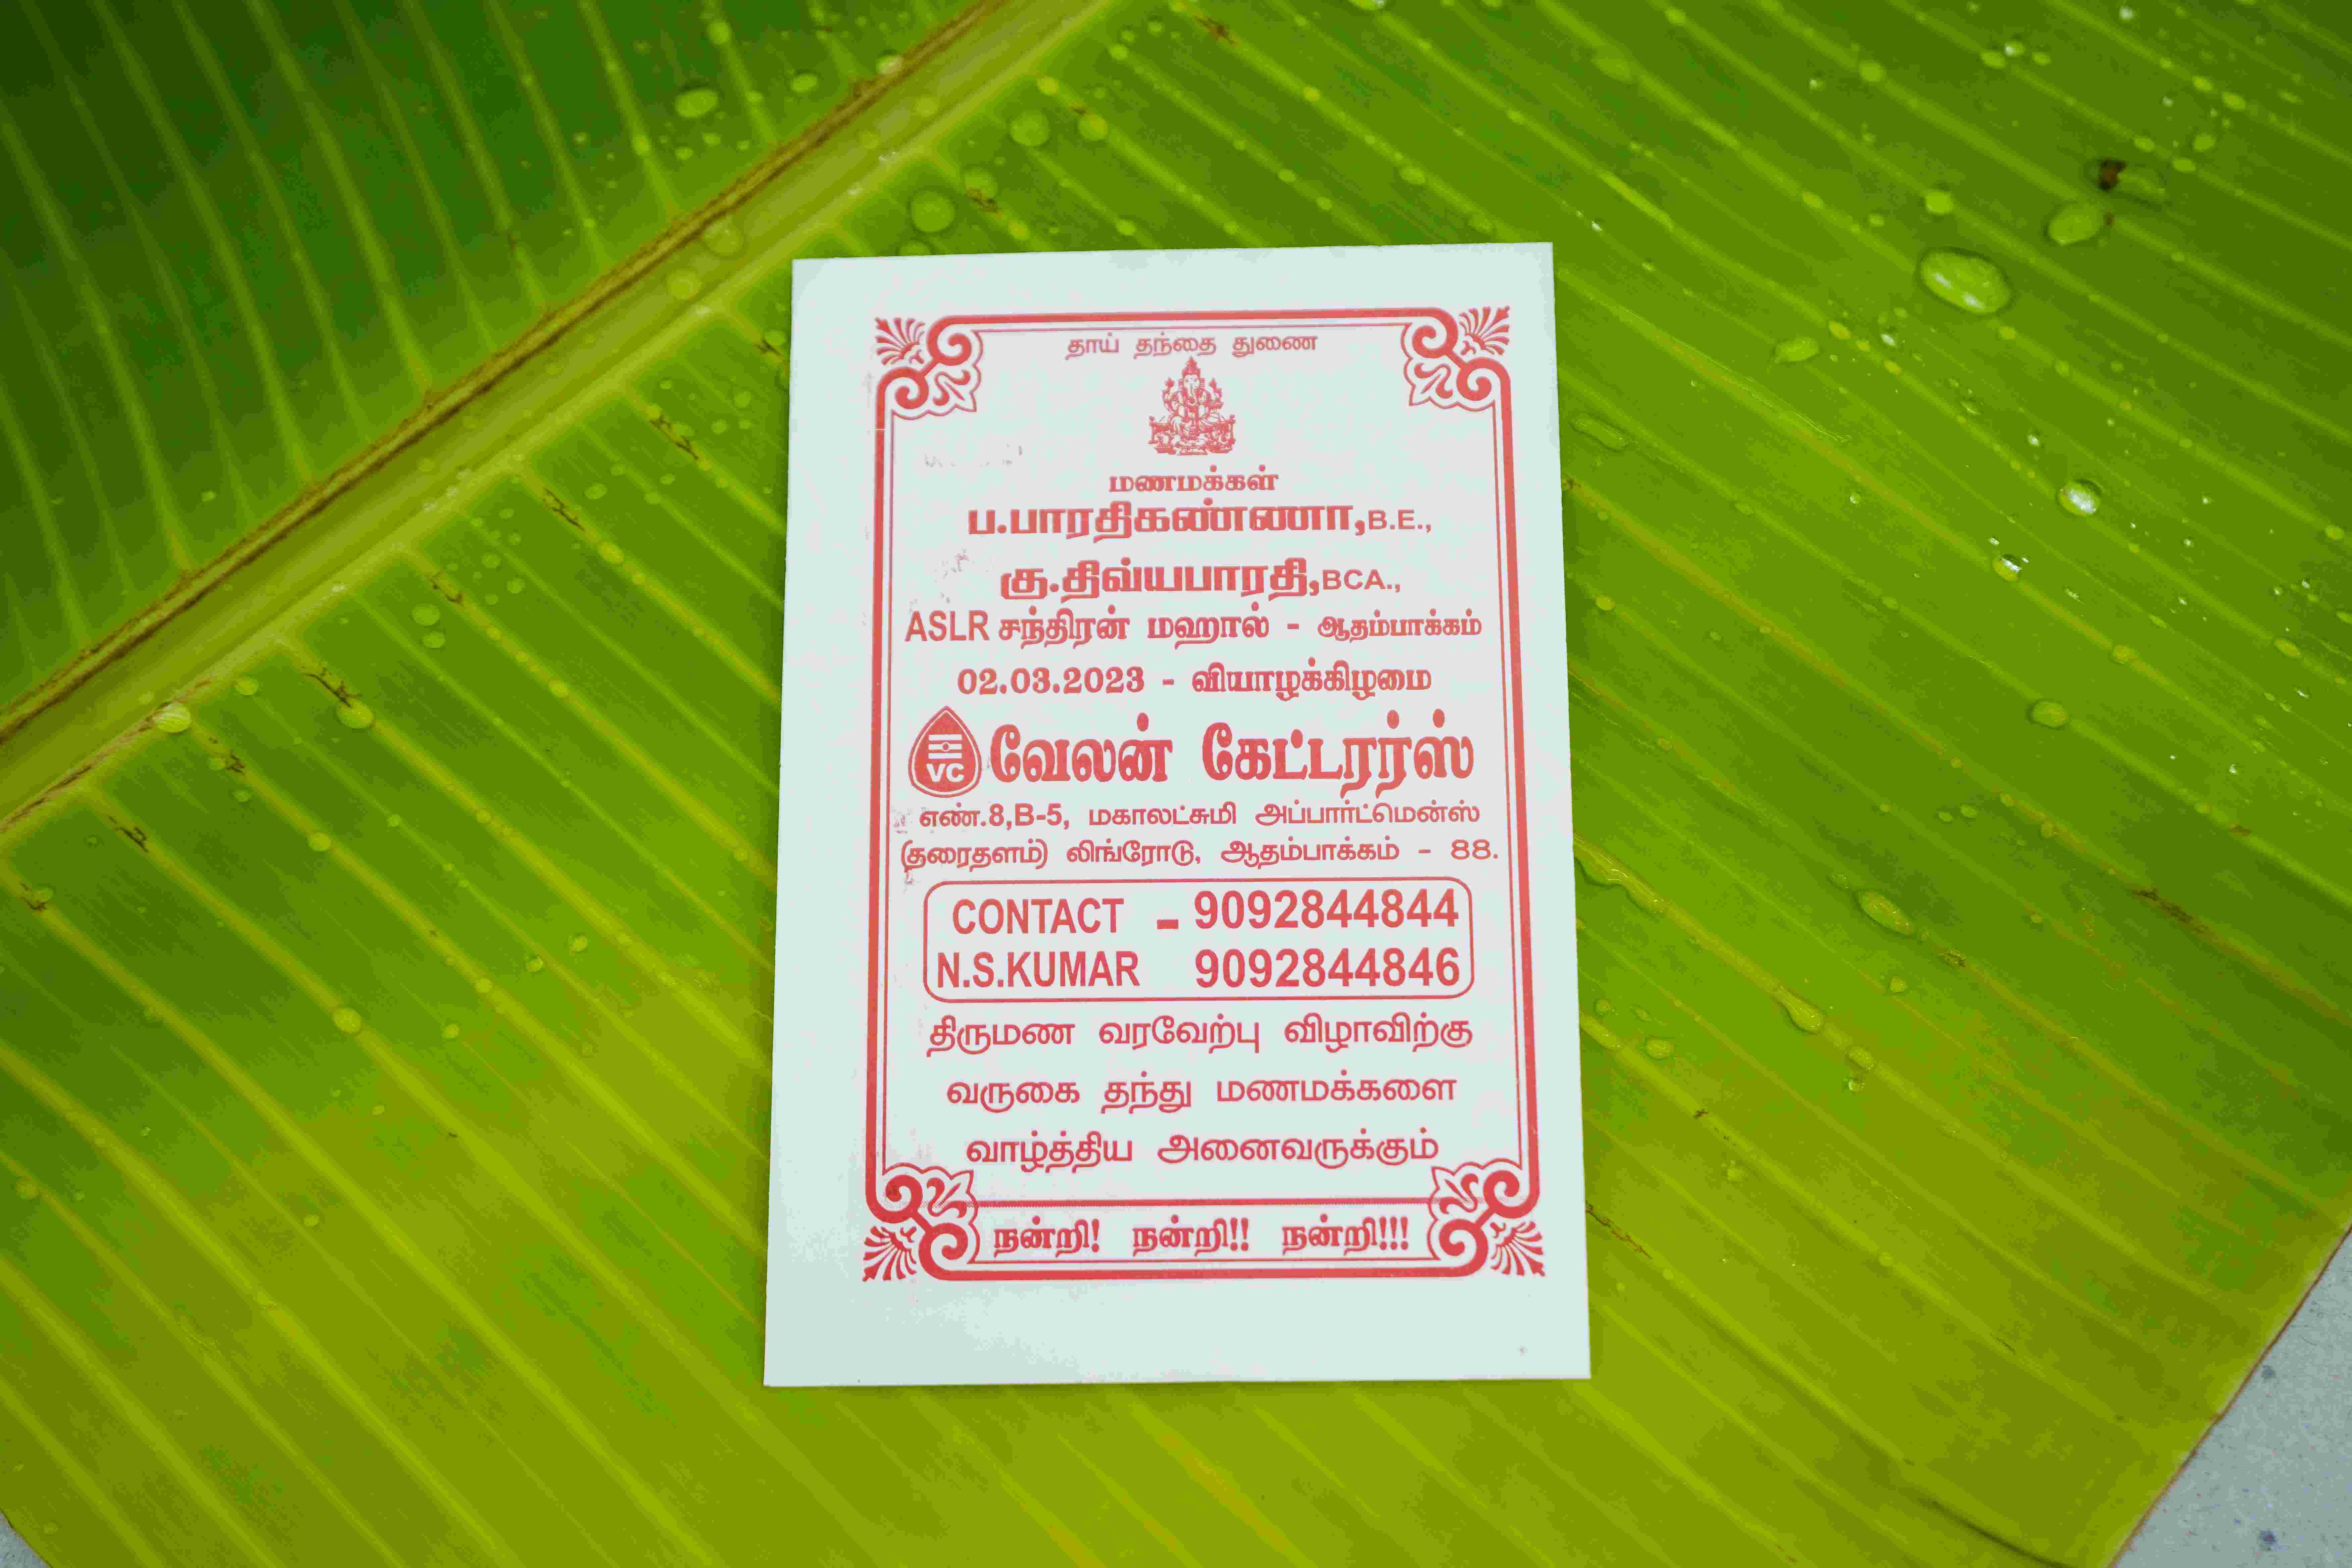 தாய் தந்தை துணை
மணமக்கள்
ப.பாரதிகண்ணா,B.E.,
கு.திவ்யபாரதி,BCA.,
ASLR சந்திரன் மஹால் - ஆதம்பாக்கம்
02.03.2023 - வியாழக்கிழமை
VC வேலன் கேட்டரர்ஸ்
எண்.8,B-5, மகாலட்சுமி அப்பார்ட்மென்ஸ்
(தரைதளம்) லிங்ரோடு, ஆதம்பாக்கம் - 88.
CONTACT - 9092844844
N.S.KUMAR 9092844846
திருமண வரவேற்பு விழாவிற்கு
வருகை தந்து மணமக்களை
வாழ்த்திய அனைவருக்கும்
நன்றி! நன்றி!! நன்றி!!!